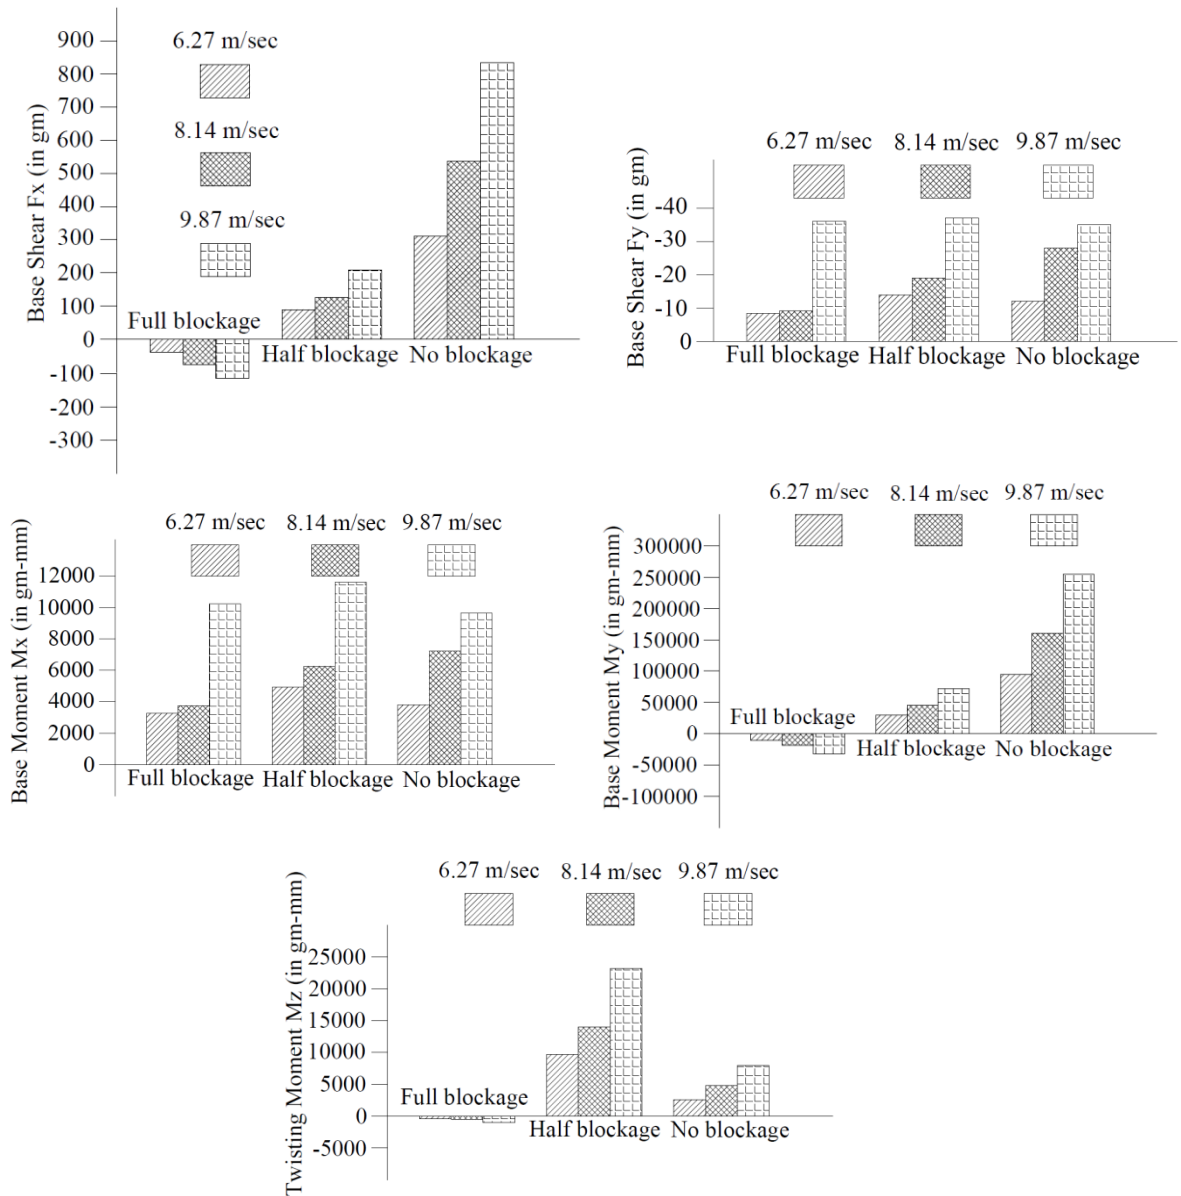 Base Shear Fx (in gm)
900
800
700
600
500
400
300
200
100
0
-100
-200
-300
6.27 m/sec
8.14 m/sec
9.87 m/sec
Full blockage
Half blockage
No blockage
Base Shear Fy (in gm)
6.27 m/sec
8.14 m/sec
9.87 m/sec
-40
-30
-20
-10
0
Full blockage
Half blockage
No blockage
Base Moment Mx (in gm-mm)
6.27 m/sec
8.14 m/sec
9.87 m/sec
12000
10000
8000
6000
4000
2000
0
Full blockage
Half blockage
No blockage
Base Moment My (in gm-mm)
6.27 m/sec
8.14 m/sec
9.87 m/sec
300000
250000
200000
150000
100000
50000
0
-50000
-100000
Full blockage
Half blockage
No blockage
Twisting Moment Mz (in gm-mm)
6.27 m/sec
8.14 m/sec
9.87 m/sec
25000
20000
15000
10000
5000
0
-5000
Full blockage
Half blockage
No blockage